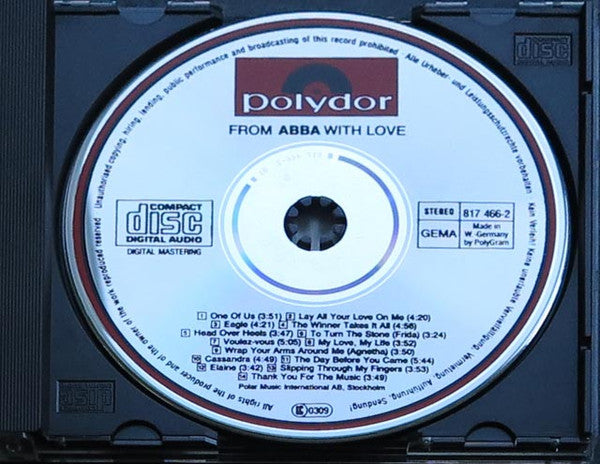 Unauthorised copying, hiring, lending, public performance and broadcasting of this record prohibited · Alle Urheber- und Leistungsschutzrechte vorbehalten · Kein Verleih! Keine unerlaubte Vervielfältigung, Vermietung, Aufführung, Sendung!
All rights of the producer and of the owner of the work reproduced reserved
polydor
FROM ABBA WITH LOVE
COMPACT
disc
DIGITAL AUDIO
DIGITAL MASTERING
STEREO 817 466-2
GEMA Made in
W.-Germany
by PolyGram
1 One Of Us (3:51) 2 Lay All Your Love On Me (4:20)
3 Eagle (4:21) 4 The Winner Takes It All (4:56)
5 Head Over Heels (3:47) 6 To Turn The Stone (Frida) (3:24)
7 Voulez-vous (5:05) 8 My Love, My Life (3:52)
9 Wrap Your Arms Around Me (Agnetha) (3:50)
10 Cassandra (4:49) 11 The Day Before You Came (5:44)
12 Elaine (3:42) 13 Slipping Through My Fingers (3:53)
14 Thank You For The Music (3:49)
Polar Music International AB, Stockholm
0309
disc